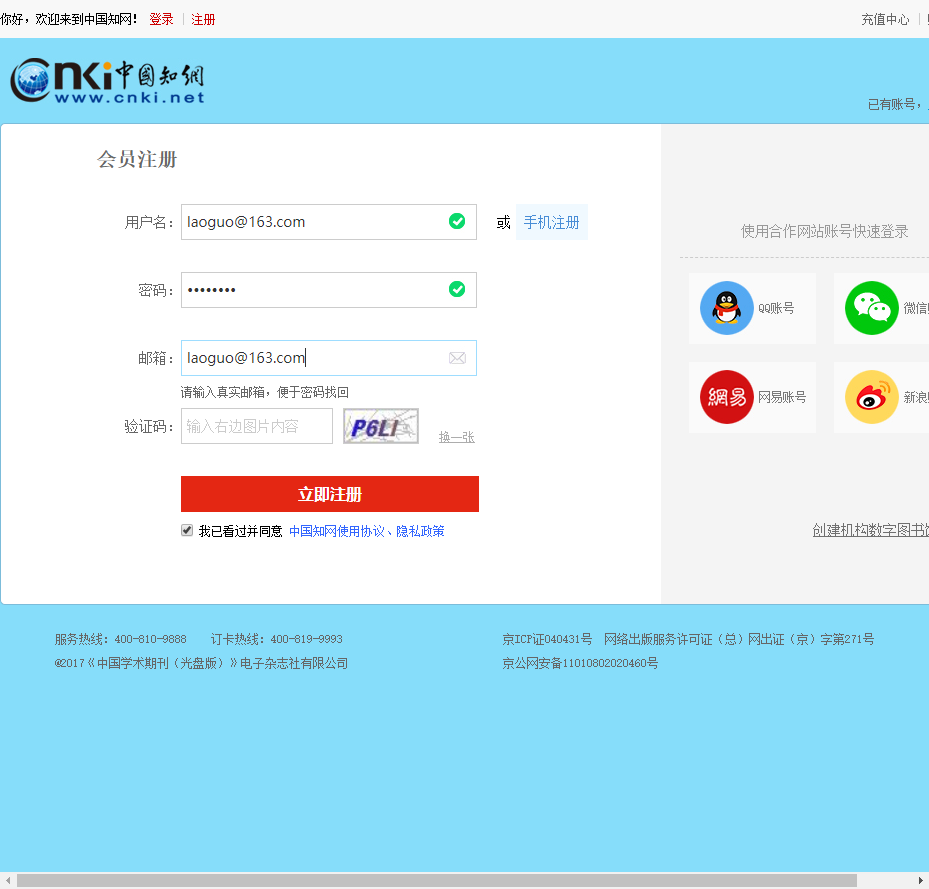 你好，欢迎来到中国知网！ 登录 注册 充值中心
cnki中国知網
www.cnki.net
已有账号，
会员注册
用户名： laoguo@163.com 或 手机注册
使用合作网站账号快速登录
密码： ••••••••
QQ账号 微信
邮箱： laoguo@163.com
请输入真实邮箱，便于密码找回
網易 网易账号 新浪
验证码： 输入右边图片内容 P6LI 换一张
立即注册
我已看过并同意 中国知网使用协议、隐私政策
创建机构数字图书
服务热线：400-810-9888 订卡热线：400-819-9993 京ICP证040431号 网络出版服务许可证（总）网出证（京）字第271号
©2017《中国学术期刊（光盘版）》电子杂志社有限公司 京公网安备11010802020460号